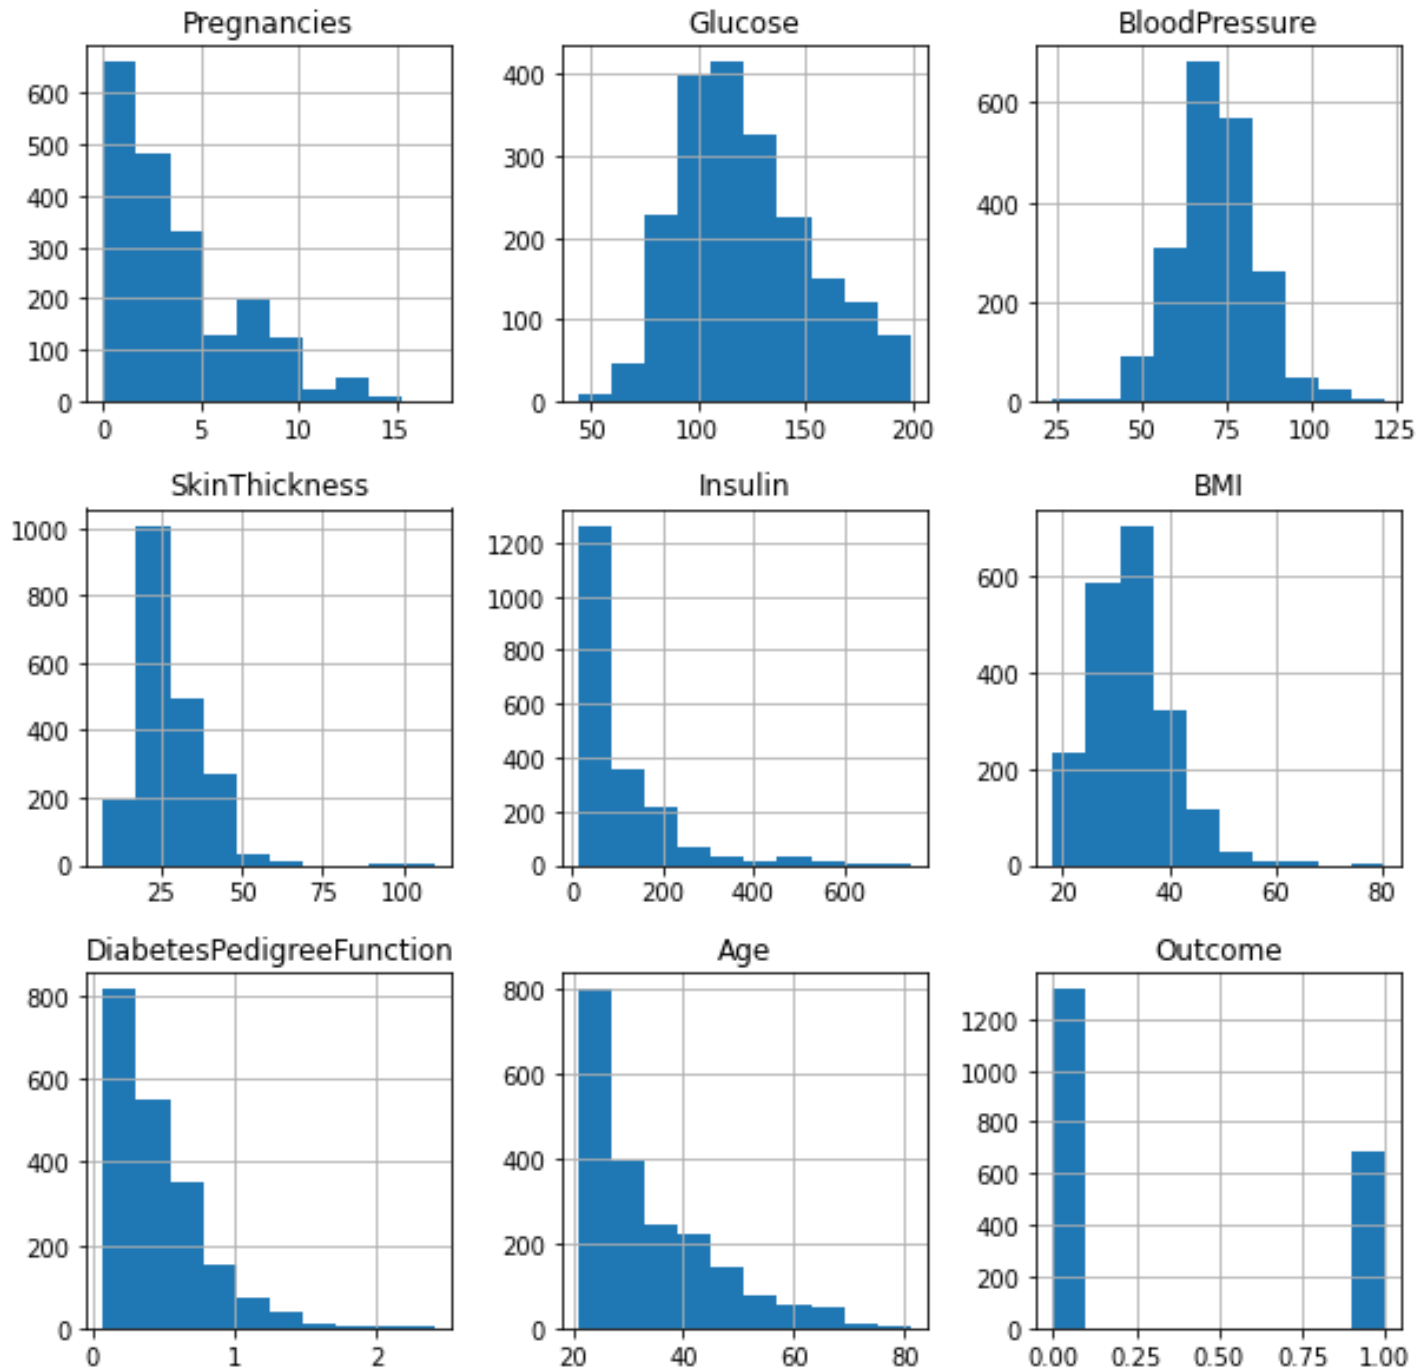 Pregnancies Glucose BloodPressure
600 400 600
500
400 300 400
300 200
200 200
100 100
0 0 0
0 5 10 15 50 100 150 200 25 50 75 100 125
SkinThickness Insulin BMI
1000 1200 600
800 1000
600 800 400
400 600
200 400 200
200
0 0 0
25 50 75 100 0 200 400 600 20 40 60 80
DiabetesPedigreeFunction Age Outcome
800 800 1200
1000
600 600 800
400 400 600
200 200 400
200
0 0 0
0 1 2 20 40 60 80 0.00 0.25 0.50 0.75 1.00